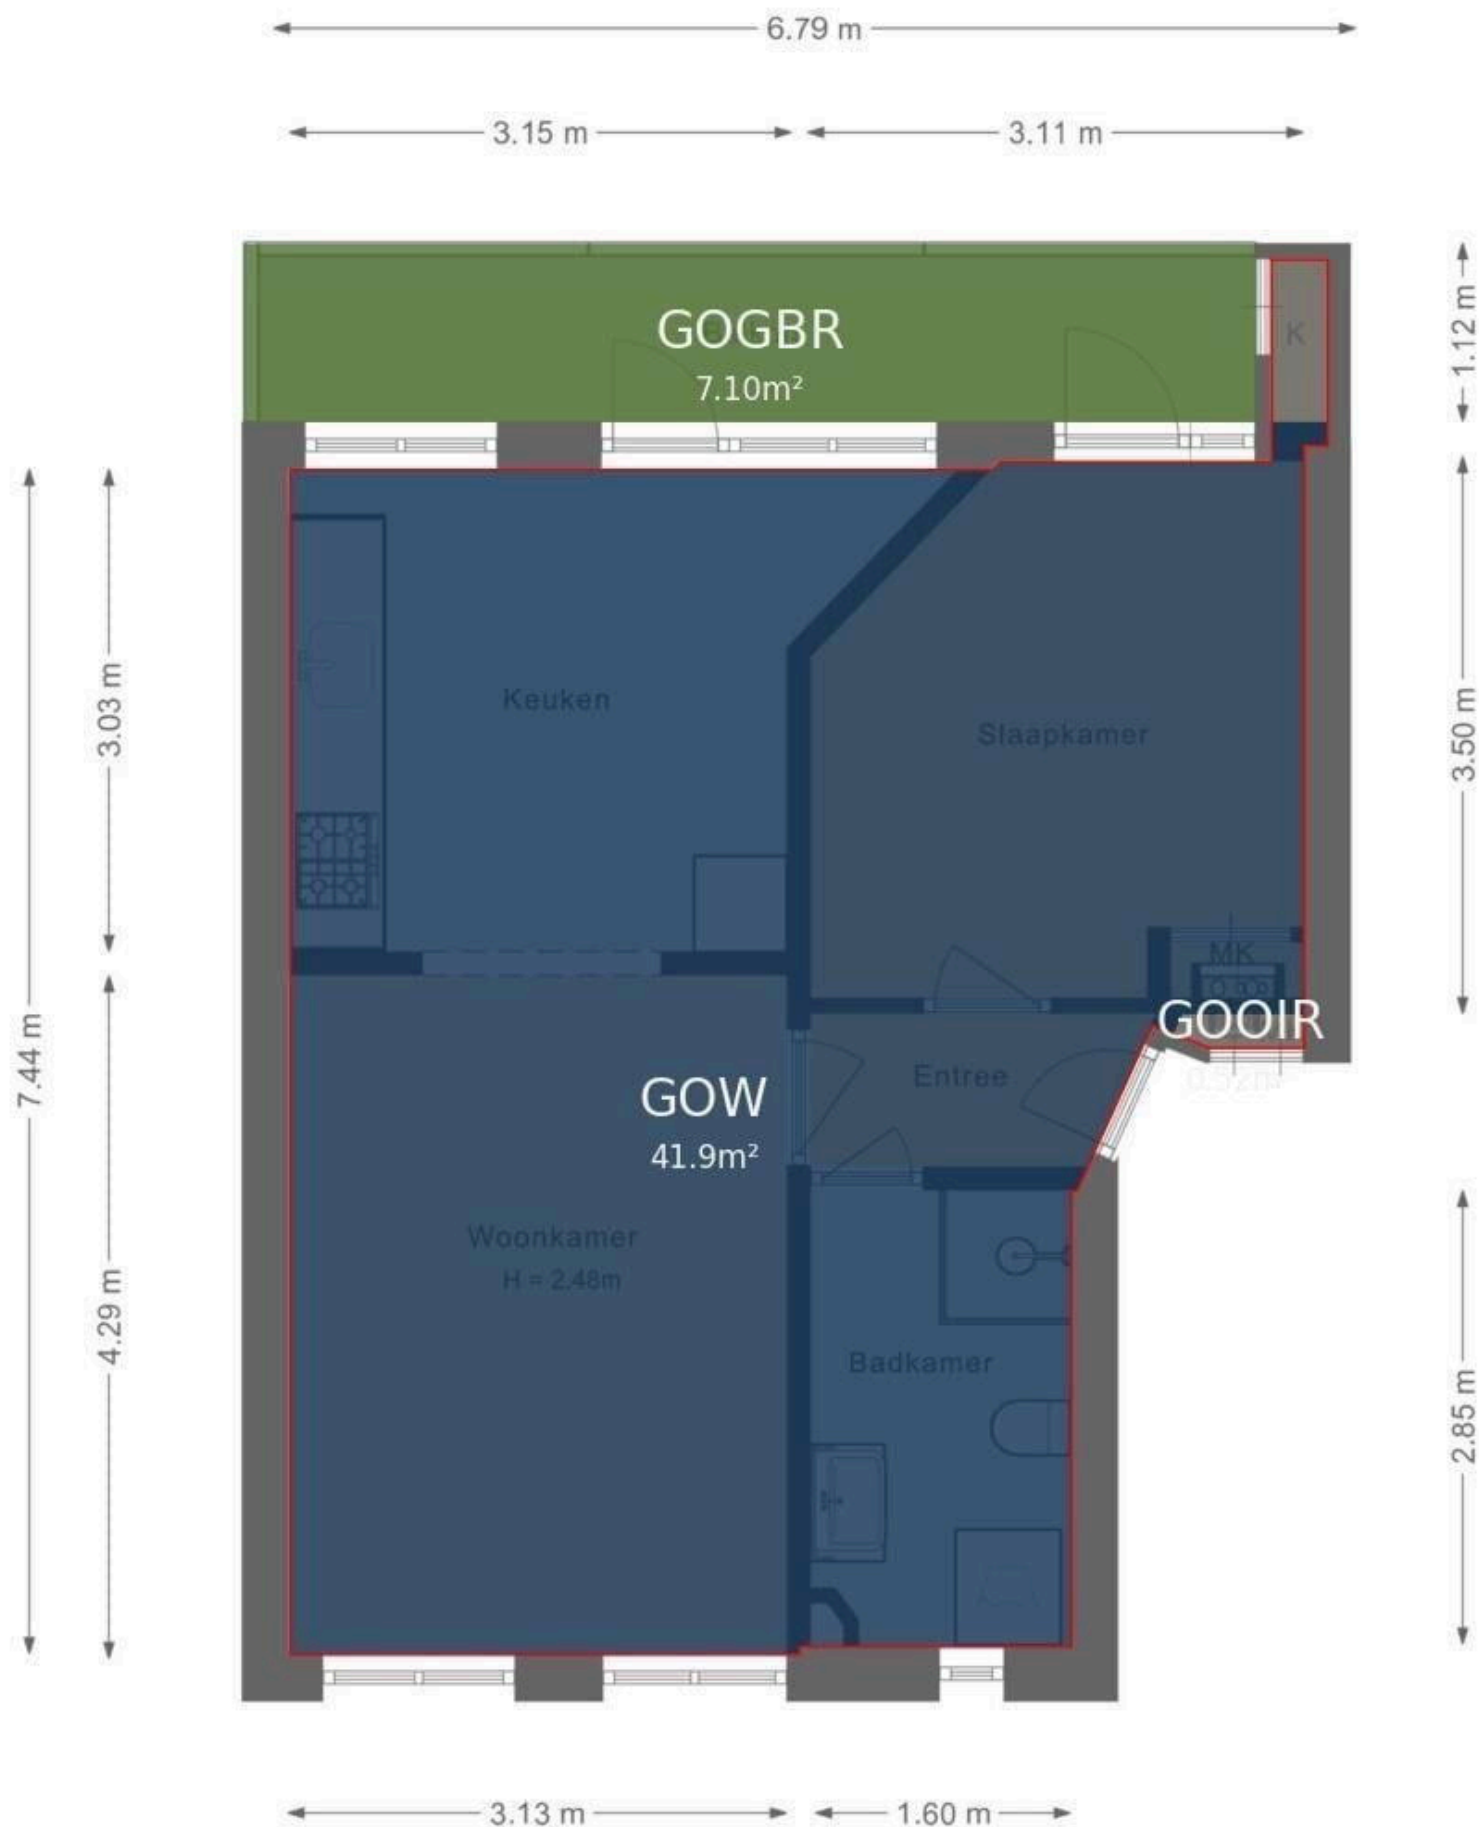 6.79 m
3.15 m
3.11 m
GOGBR
7.10m²
K
1.12 m
Keuken
Slaapkamer
3.03 m
3.50 m
MK
GOOIR
Entree
GOW
41.9m²
7.44 m
Woonkamer
H = 2.48m
4.29 m
Badkamer
2.85 m
3.13 m
1.60 m